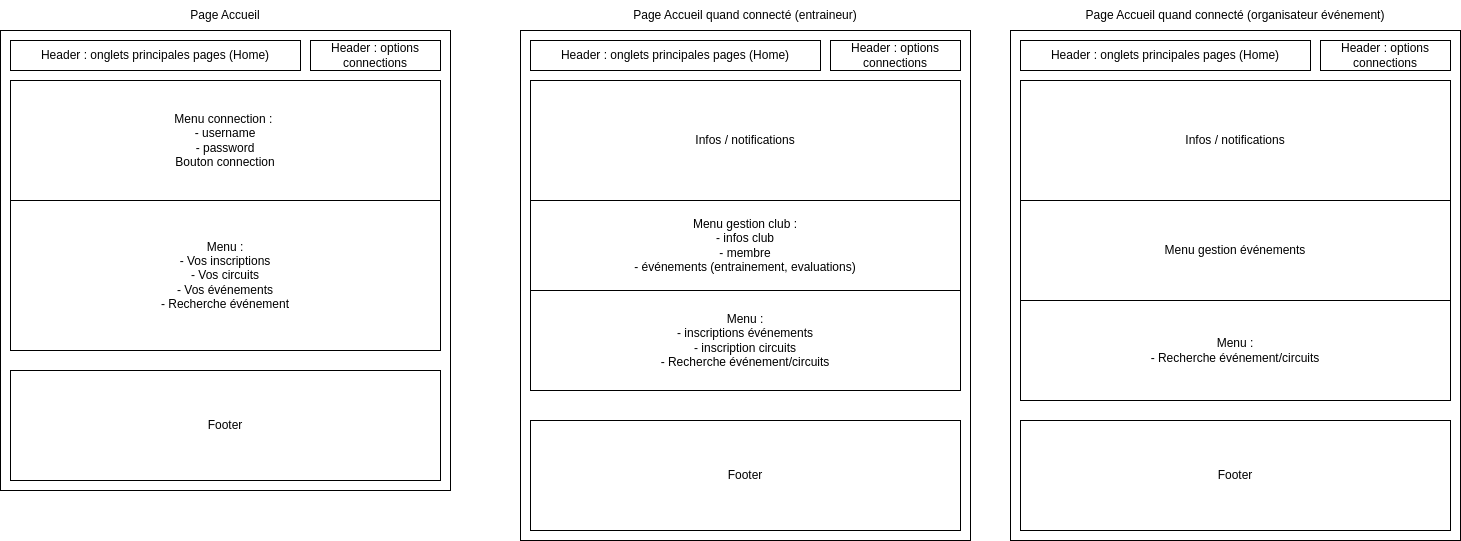 Page Accueil
Header : onglets principales pages (Home)
Header : options
connections
Menu connection :
- username
- password
Bouton connection
Menu :
- Vos inscriptions
- Vos circuits
- Vos événements
- Recherche événement
Footer
Page Accueil quand connecté (entraineur)
Header : onglets principales pages (Home)
Header : options
connections
Infos / notifications
Menu gestion club :
- infos club
- membre
- événements (entrainement, evaluations)
Menu :
- inscriptions événements
- inscription circuits
- Recherche événement/circuits
Footer
Page Accueil quand connecté (organisateur événement)
Header : onglets principales pages (Home)
Header : options
connections
Infos / notifications
Menu gestion événements
Menu :
- Recherche événement/circuits
Footer